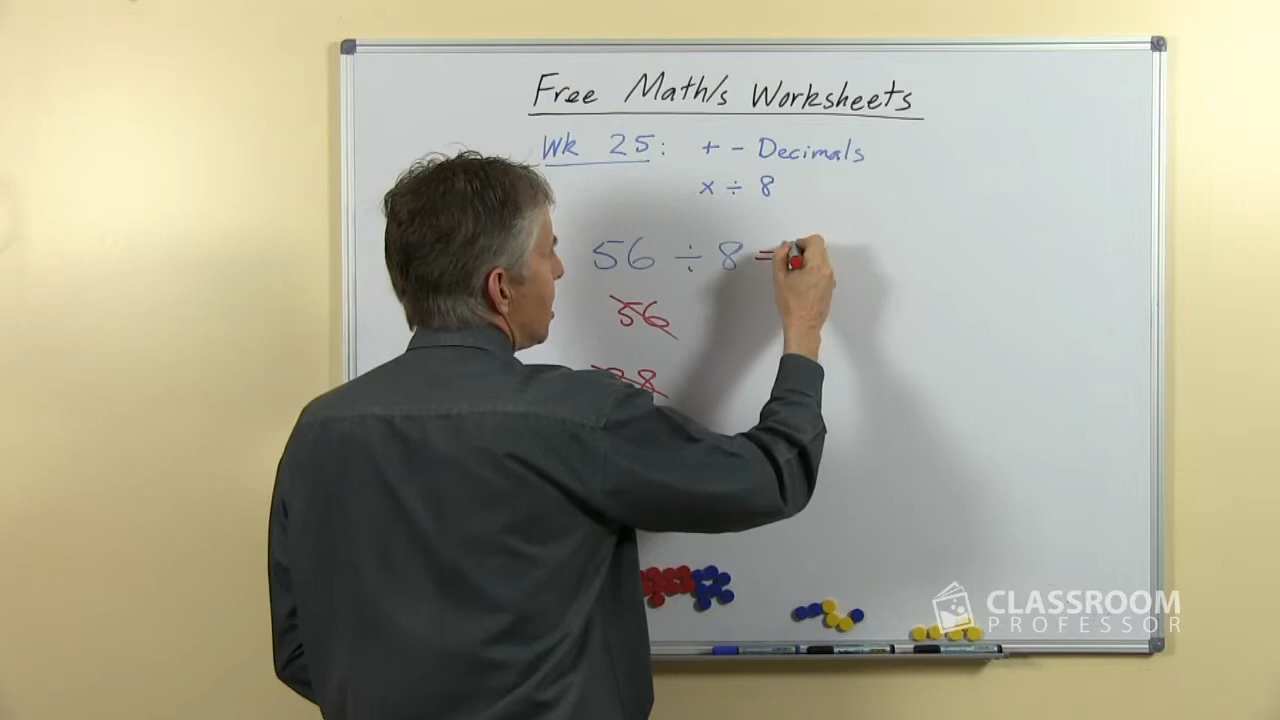 Free Math/s Worksheets
Wk 25: + - Decimals
x ÷ 8
56 ÷ 8 =
56
CLASSROOM
PROFESSOR